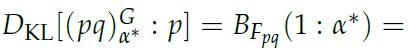 D_KL[(pq)^G_{α*} : p] = B_{F_{pq}}(1 : α*) =